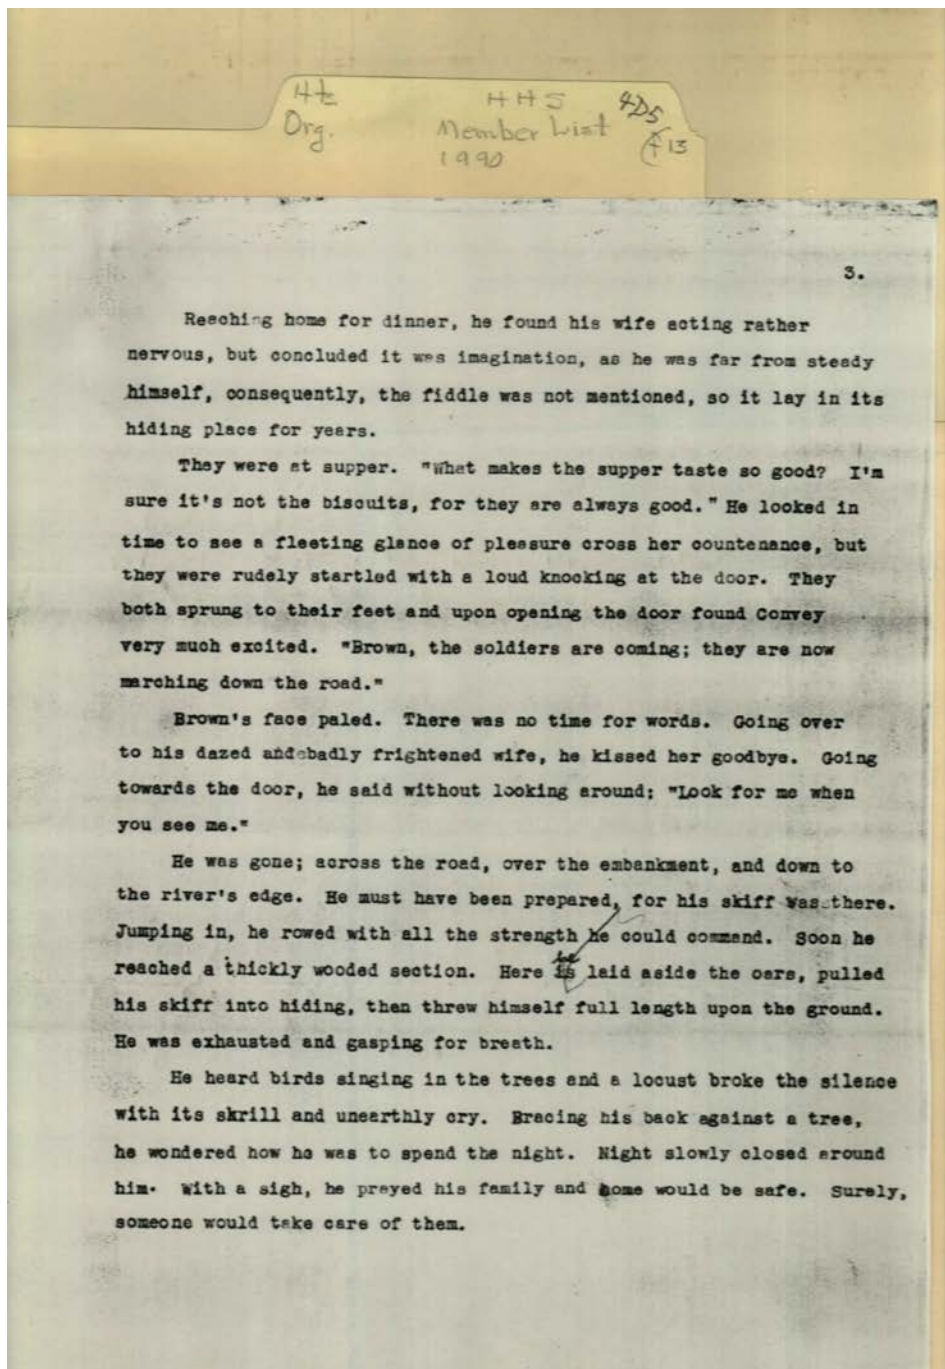 Htz
Org.
HHS
Member List
1990
4D5
F13
3.
Reaching home for dinner, he found his wife acting rather
nervous, but concluded it was imagination, as he was far from steady
himself, consequently, the fiddle was not mentioned, so it lay in its
hiding place for years.
They were at supper. "What makes the supper taste so good? I'm
sure it's not the biscuits, for they are always good." He looked in
time to see a fleeting glance of pleasure cross her countenance, but
they were rudely startled with a loud knocking at the door. They
both sprung to their feet and upon opening the door found Convey
very much excited. "Brown, the soldiers are coming; they are now
marching down the road."
Brown's face paled. There was no time for words. Going over
to his dazed and badly frightened wife, he kissed her goodbye. Going
towards the door, he said without looking around: "Look for me when
you see me."
He was gone; across the road, over the embankment, and down to
the river's edge. He must have been prepared, for his skiff was there.
Jumping in, he rowed with all the strength he could command. Soon he
reached a thickly wooded section. Here he laid aside the oars, pulled
his skiff into hiding, then threw himself full length upon the ground.
He was exhausted and gasping for breath.
He heard birds singing in the trees and a locust broke the silence
with its skrill and unearthly cry. Bracing his back against a tree,
he wondered how he was to spend the night. Night slowly closed around
him. With a sigh, he prayed his family and home would be safe. Surely,
someone would take care of them.